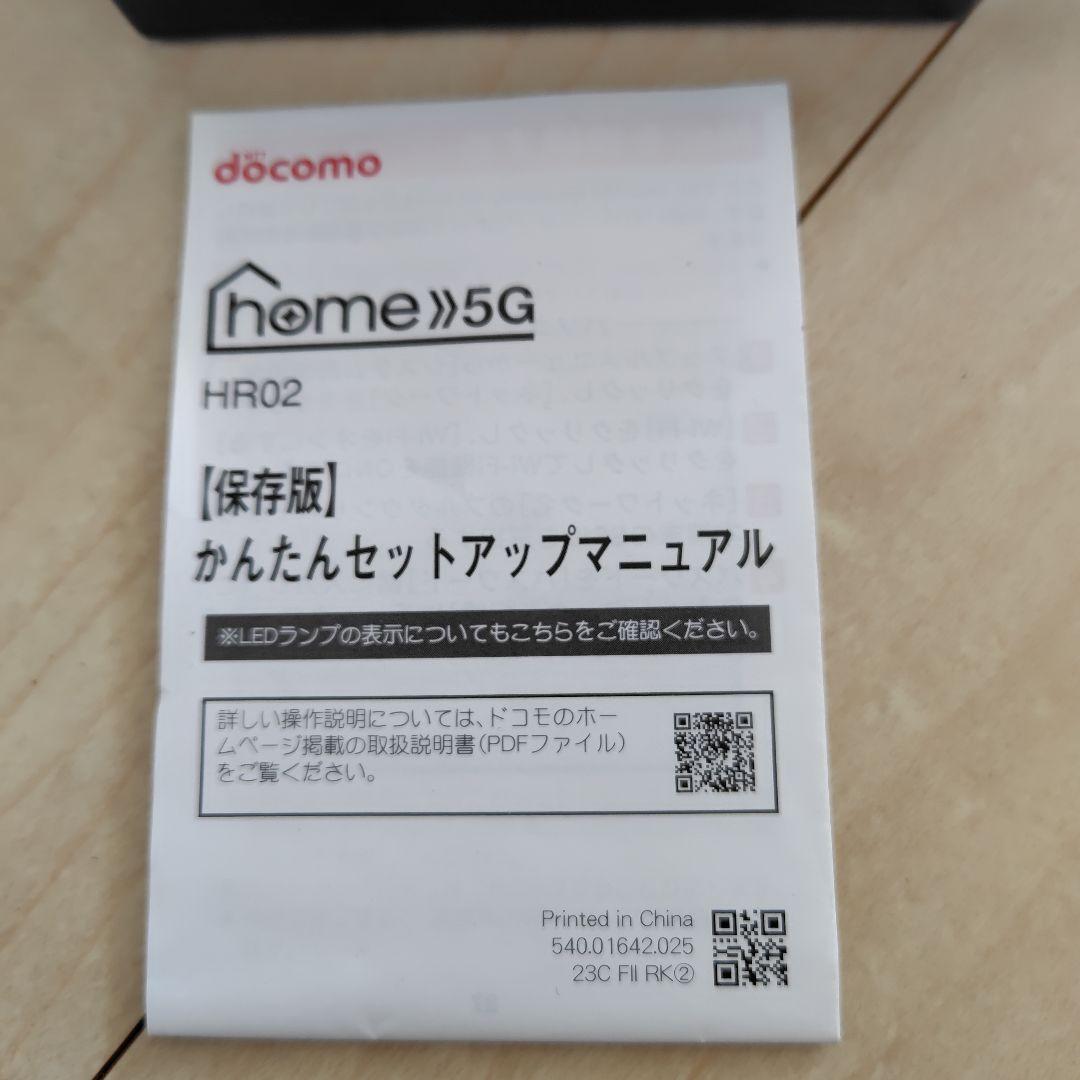 döcomo
home》5G
HR02
【保存版】
かんたんセットアップマニュアル
※LEDランプの表示についてもこちらをご確認ください。
詳しい操作説明については、ドコモのホー
ムページ掲載の取扱説明書（PDFファイル）
をご覧ください。
Printed in China
540.01642.025
23C FII RK②